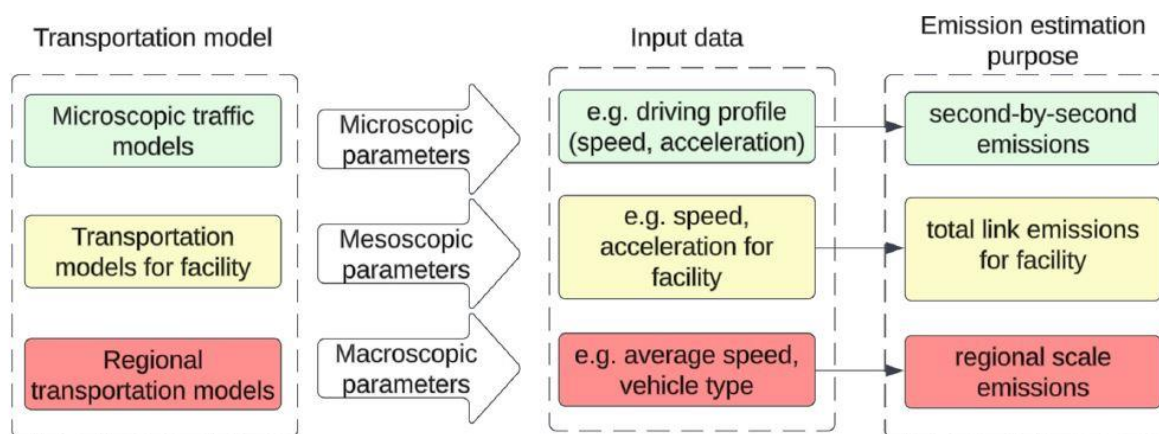 Transportation model
Input data
Emission estimation
purpose
Microscopic traffic
models
Microscopic
parameters
e.g. driving profile
(speed, acceleration)
second-by-second
emissions
Transportation
models for facility
Mesoscopic
parameters
e.g. speed,
acceleration for
facility
total link emissions
for facility
Regional
transportation models
Macroscopic
parameters
e.g. average speed,
vehicle type
regional scale
emissions